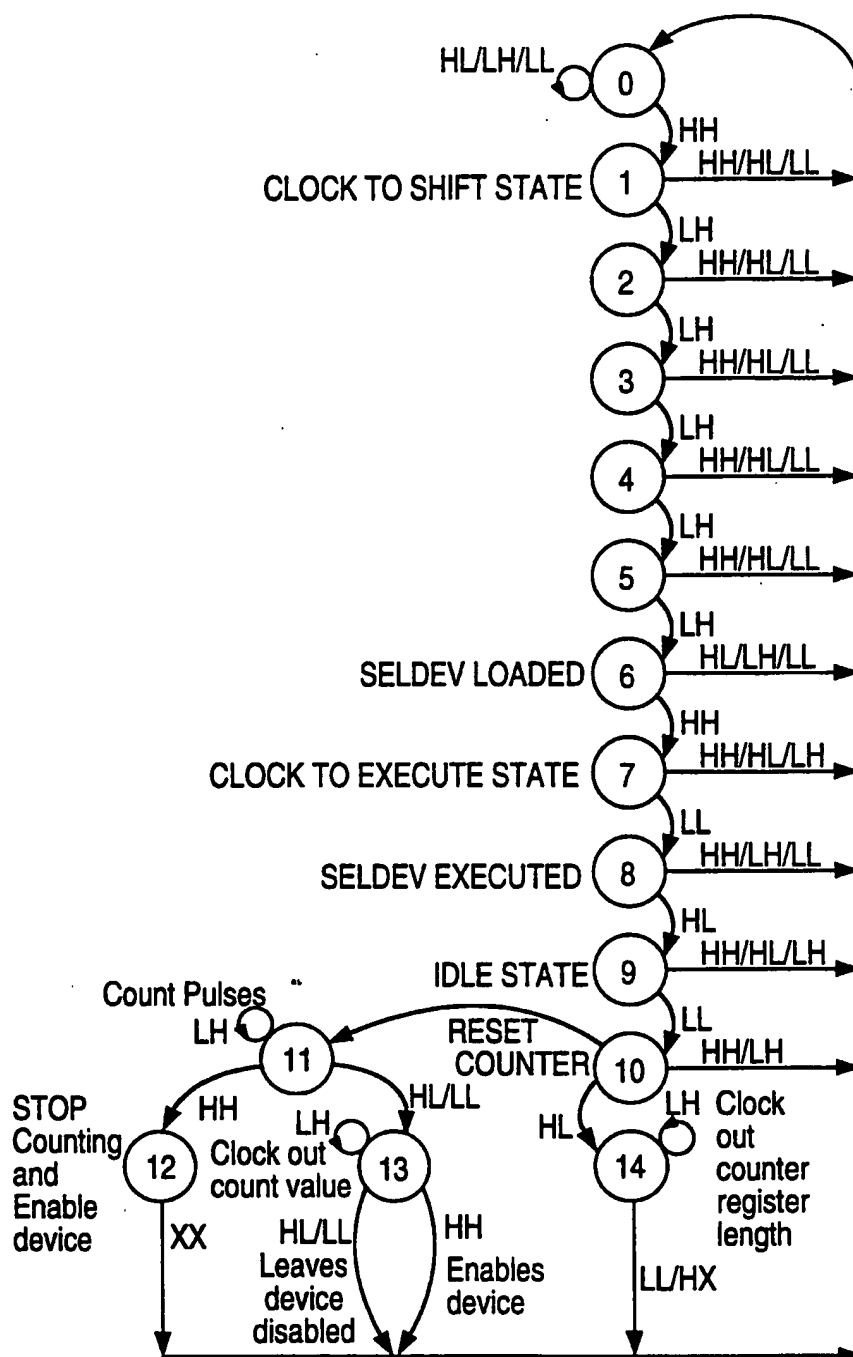 HL/LH/LL
0
HH
CLOCK TO SHIFT STATE
1
HH/HL/LL
LH
2
HH/HL/LL
LH
3
HH/HL/LL
LH
4
HH/HL/LL
LH
5
HH/HL/LL
LH
SELDEV LOADED
6
HL/LH/LL
HH
CLOCK TO EXECUTE STATE
7
HH/HL/LH
LL
SELDEV EXECUTED
8
HH/LH/LL
HL
IDLE STATE
9
HH/HL/LH
LL
RESET
COUNTER
10
HH/LH
Count Pulses
LH
11
HH
HL/LL
STOP
Counting
and
Enable
device
12
XX
LH
Clock out
count value
13
HL/LL
Leaves
device
disabled
HH
Enables
device
HL
14
LH
Clock
out
counter
register
length
LL/HX